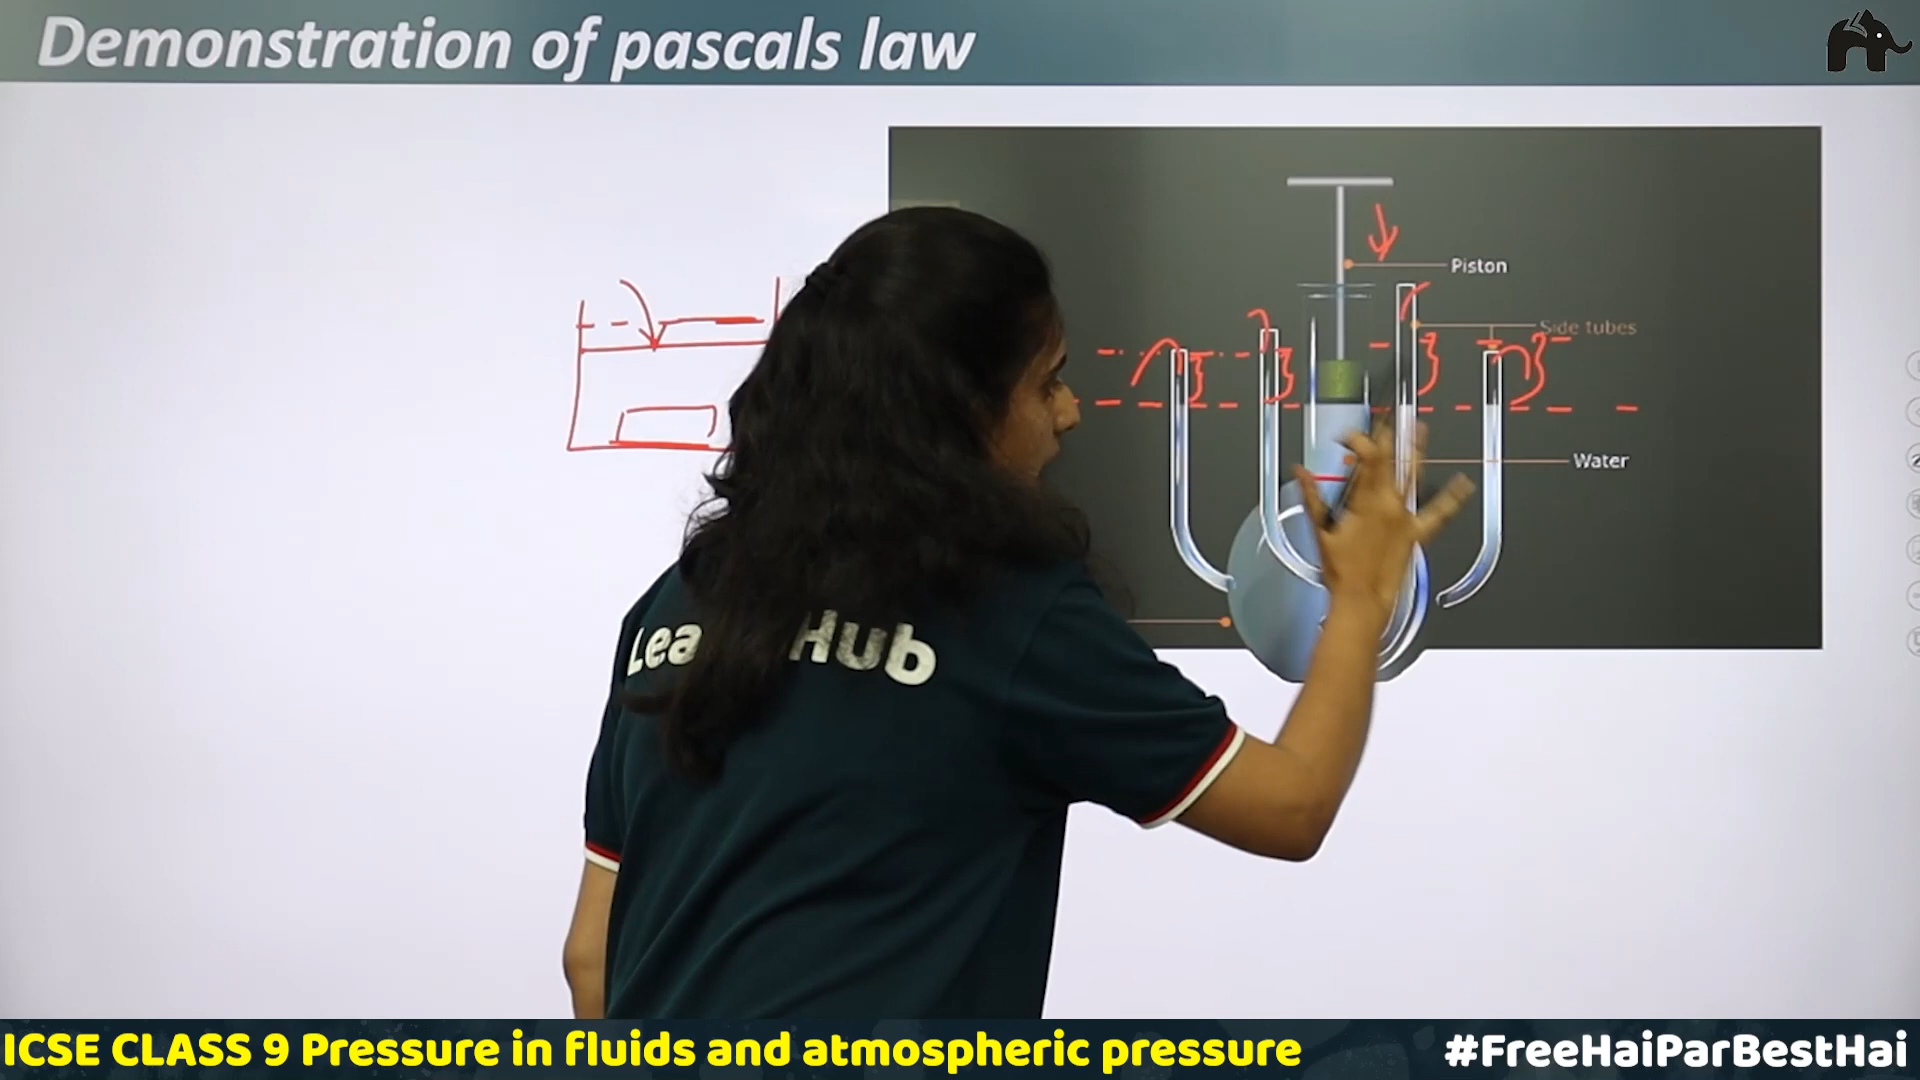 Demonstration of pascals law
Piston
Side tubes
Water
Lea Hub
ICSE CLASS 9 Pressure in fluids and atmospheric pressure
#FreeHaiParBestHai